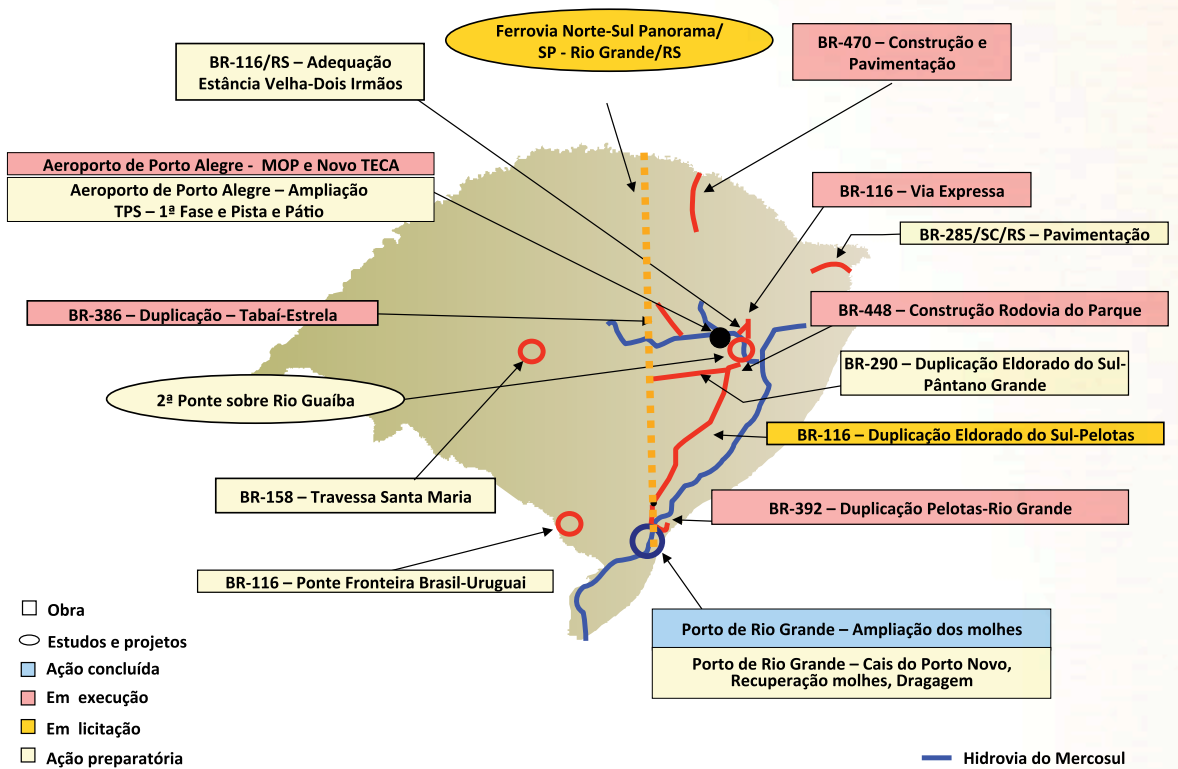 Ferrovia Norte-Sul Panorama/
SP - Rio Grande/RS
BR-470 – Construção e
Pavimentação
BR-116/RS – Adequação
Estância Velha-Dois Irmãos
Aeroporto de Porto Alegre - MOP e Novo TECA
Aeroporto de Porto Alegre – Ampliação
TPS – 1ª Fase e Pista e Pátio
BR-116 – Via Expressa
BR-285/SC/RS – Pavimentação
BR-386 – Duplicação – Tabaí-Estrela
BR-448 – Construção Rodovia do Parque
BR-290 – Duplicação Eldorado do Sul-
Pântano Grande
2ª Ponte sobre Rio Guaíba
BR-116 – Duplicação Eldorado do Sul-Pelotas
BR-158 – Travessa Santa Maria
BR-392 – Duplicação Pelotas-Rio Grande
BR-116 – Ponte Fronteira Brasil-Uruguai
Porto de Rio Grande – Ampliação dos molhes
Porto de Rio Grande – Cais do Porto Novo,
Recuperação molhes, Dragagem
Obra
Estudos e projetos
Ação concluída
Em execução
Em licitação
Ação preparatória
Hidrovia do Mercosul